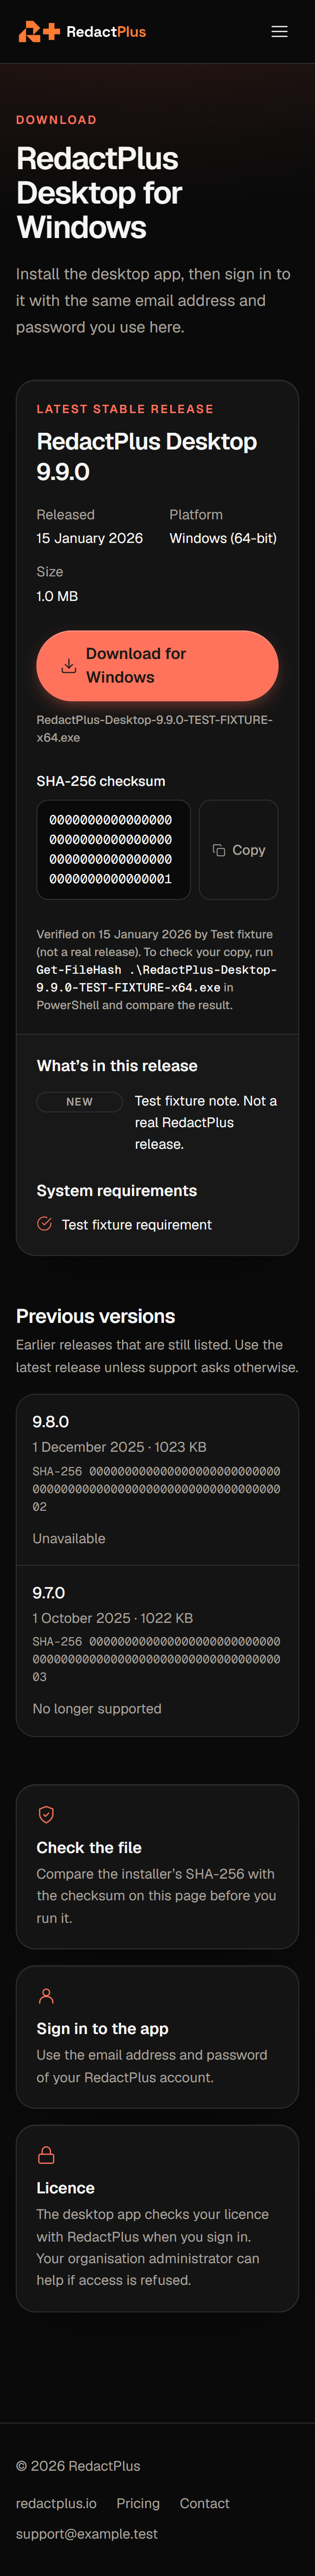 RedactPlus
DOWNLOAD
RedactPlus
Desktop for
Windows
Install the desktop app, then sign in to
it with the same email address and
password you use here.
LATEST STABLE RELEASE
RedactPlus Desktop
9.9.0
Released
Platform
15 January 2026
Windows (64-bit)
Size
1.0 MB
Download for
Windows
RedactPlus-Desktop-9.9.0-TEST-FIXTURE-
x64.exe
SHA-256 checksum
0000000000000000
0000000000000000
0000000000000000
0000000000000001
Copy
Verified on 15 January 2026 by Test fixture
(not a real release). To check your copy, run
Get-FileHash .\RedactPlus-Desktop-
9.9.0-TEST-FIXTURE-x64.exe in
PowerShell and compare the result.
What's in this release
NEW
Test fixture note. Not a
real RedactPlus
release.
System requirements
Test fixture requirement
Previous versions
Earlier releases that are still listed. Use the
latest release unless support asks otherwise.
9.8.0
1 December 2025 · 1023 KB
SHA-256 00000000000000000000000000000
000000000000000000000000000000000
02
Unavailable
9.7.0
1 October 2025 · 1022 KB
SHA-256 00000000000000000000000000000
000000000000000000000000000000000
03
No longer supported
Check the file
Compare the installer's SHA-256 with
the checksum on this page before you
run it.
Sign in to the app
Use the email address and password
of your RedactPlus account.
Licence
The desktop app checks your licence
with RedactPlus when you sign in.
Your organisation administrator can
help if access is refused.
© 2026 RedactPlus
redactplus.io Pricing Contact
support@example.test